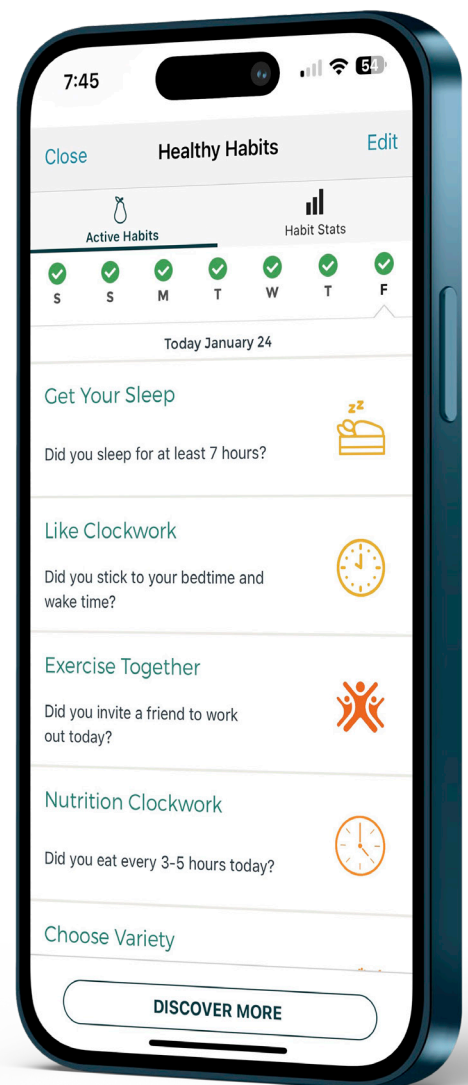 7:45
54
Close
Healthy Habits
Edit
Active Habits
Habit Stats
S S M T W T F
Today January 24
Get Your Sleep
zz
Did you sleep for at least 7 hours?
Like Clockwork
Did you stick to your bedtime and
wake time?
Exercise Together
Did you invite a friend to work
out today?
Nutrition Clockwork
Did you eat every 3-5 hours today?
Choose Variety
DISCOVER MORE